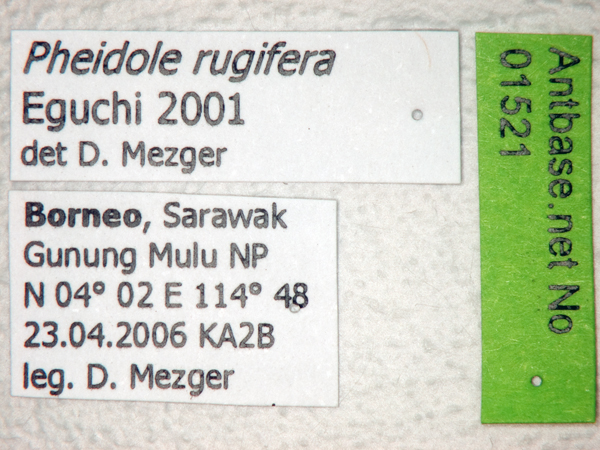 Pheidole rugifera
Eguchi 2001
det D. Mezger
Borneo, Sarawak
Gunung Mulu NP
N 04° 02 E 114° 48
23.04.2006 KA2B
leg. D. Mezger
Antbase.net No
01521